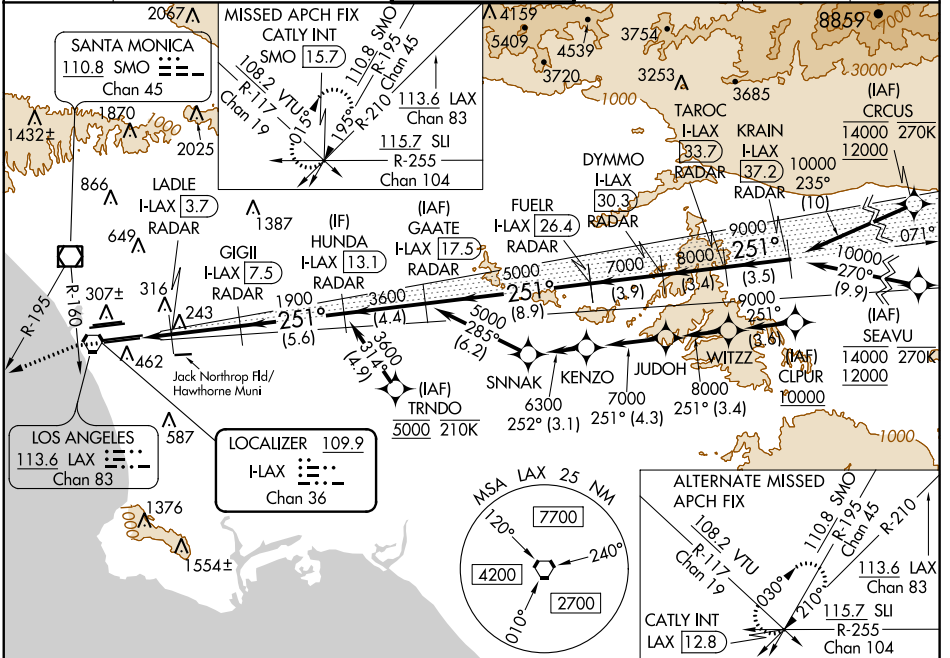 2067
MISSED APCH FIX
CATLY INT
SMO 15.7
110.8 SMO
R-195
Chan 45
R-210
108.2 VTU
R-117
Chan 19
015°
195°
113.6 LAX
Chan 83
115.7 SLI
R-255
Chan 104
4159
5409
4539
3754
3720
3253
3685
8859
7000
3000
1000
1000
SANTA MONICA
110.8 SMO
Chan 45
1432±
1870
1000
2025
866
649
1387
307±
316
243
462
587
1376
1554±
R-195
R-160
LADLE
I-LAX 3.7
RADAR
GIGII
I-LAX 7.5
RADAR
(IF)
HUNDA
I-LAX 13.1
RADAR
(IAF)
GAATE
I-LAX 17.5
RADAR
FUELR
I-LAX 26.4
RADAR
DYMMO
I-LAX
30.3
RADAR
TAROC
I-LAX
33.7
RADAR
KRAIN
I-LAX
37.2
RADAR
(IAF)
CRCUS
14000 270K
12000
10000
235°
(10)
071°
10000
270°
(9.9)
(IAF)
SEAVU
14000 270K
12000
1900
251°
(5.6)
3600
(4.4)
5000
251°
(8.9)
7000
(3.9)
8000
(3.4)
9000
251°
(3.5)
5000
285°
(6.2)
3600
314°
(4.9)
(IAF)
TRNDO
5000 210K
SNNAK
KENZO
JUDOH
WITZZ
(IAF)
CLPUR
10000
6300
252° (3.1)
7000
251° (4.3)
8000
251° (3.4)
9000
251°
(3.6)
Jack Northrop Fld/
Hawthorne Muni
LOS ANGELES
113.6 LAX
Chan 83
LOCALIZER 109.9
I-LAX
Chan 36
MSA LAX 25 NM
120°
7700
240°
4200
2700
010°
1000
ALTERNATE MISSED
APCH FIX
110.8 SMO
R-195
Chan 45
R-210
108.2 VTU
R-117
Chan 19
030°
210°
113.6 LAX
Chan 83
115.7 SLI
R-255
Chan 104
CATLY INT
LAX 12.8